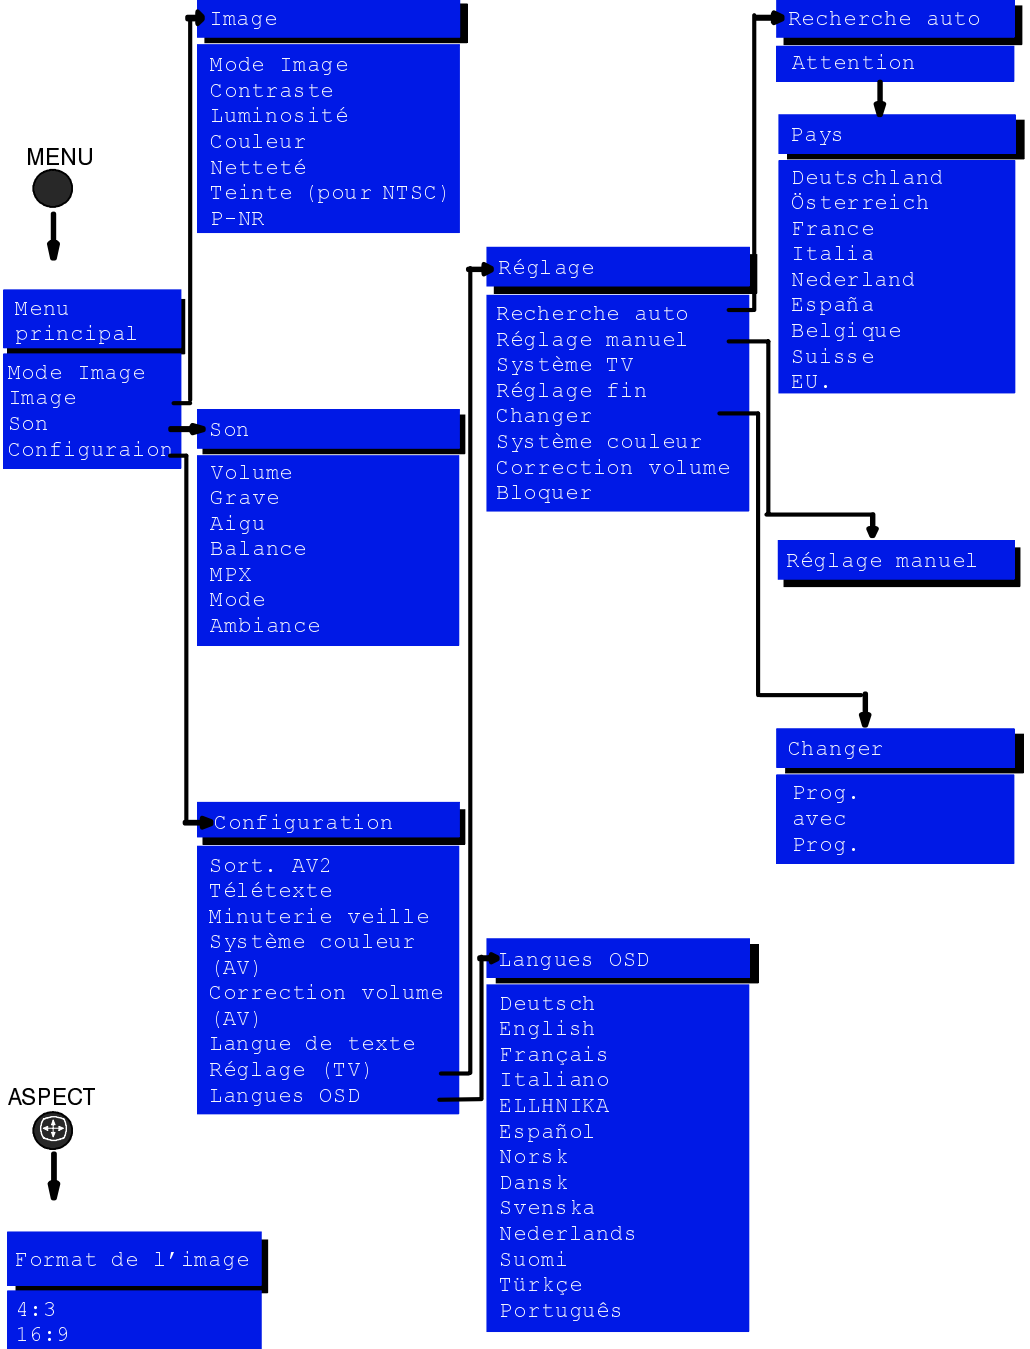 MENU
Menu
principal
Mode Image
Image
Son
Configuraion
Image
Mode Image
Contraste
Luminosité
Couleur
Netteté
Teinte (pour NTSC)
P-NR
Son
Volume
Grave
Aigu
Balance
MPX
Mode
Ambiance
Configuration
Sort. AV2
Télétexte
Minuterie veille
Système couleur
(AV)
Correction volume
(AV)
Langue de texte
Réglage (TV)
Langues OSD
Réglage
Recherche auto
Réglage manuel
Système TV
Réglage fin
Changer
Système couleur
Correction volume
Bloquer
Recherche auto
Attention
Pays
Deutschland
Österreich
France
Italia
Nederland
España
Belgique
Suisse
EU.
Réglage manuel
Changer
Prog.
avec
Prog.
Langues OSD
Deutsch
English
Français
Italiano
ELLHNIKA
Español
Norsk
Dansk
Svenska
Nederlands
Suomi
Türkçe
Português
ASPECT
Format de l’image
4:3
16:9